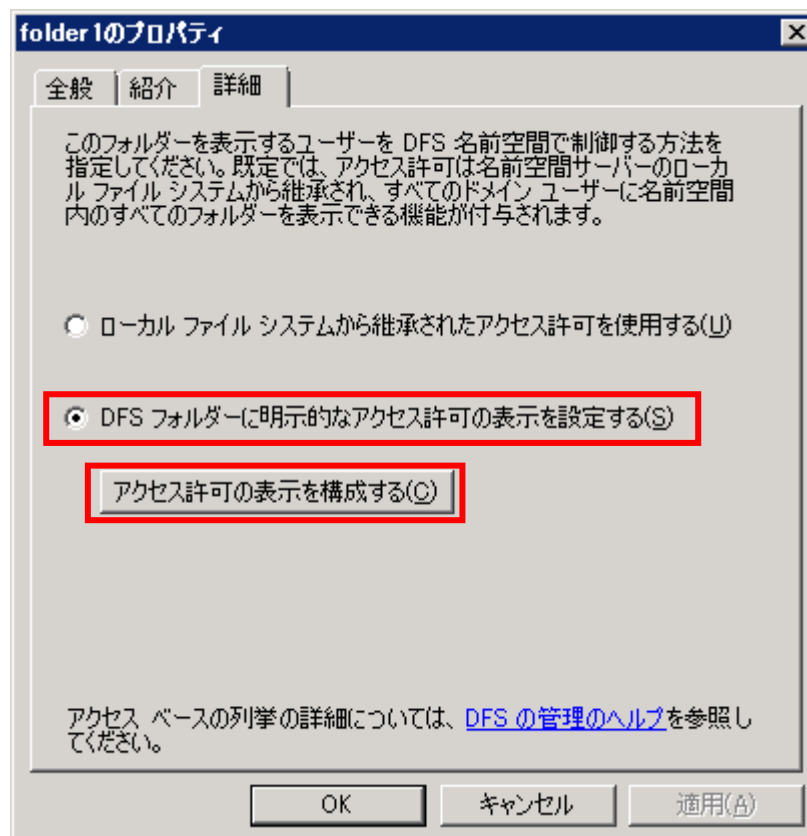 folder1のプロパティ
全般
紹介
詳細
このフォルダーを表示するユーザーを DFS 名前空間で制御する方法を
指定してください。既定では、アクセス許可は名前空間サーバーのローカ
ル ファイル システムから継承され、すべてのドメイン ユーザーに名前空間
内のすべてのフォルダーを表示できる機能が付与されます。
ローカル ファイル システムから継承されたアクセス許可を使用する(U)
DFS フォルダーに明示的なアクセス許可の表示を設定する(S)
アクセス許可の表示を構成する(C)
アクセス ベースの列挙の詳細については、DFS の管理のヘルプを参照し
てください。
OK
キャンセル
適用(A)